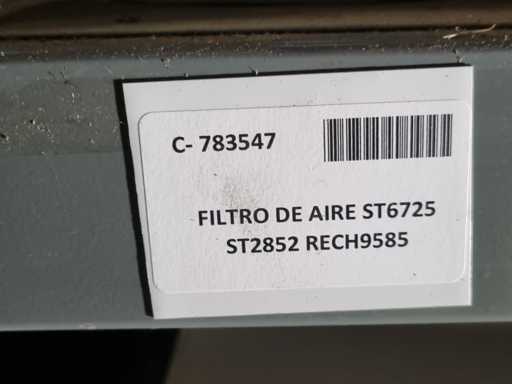 C- 783547
FILTRO DE AIRE ST6725
ST2852 RECH9585